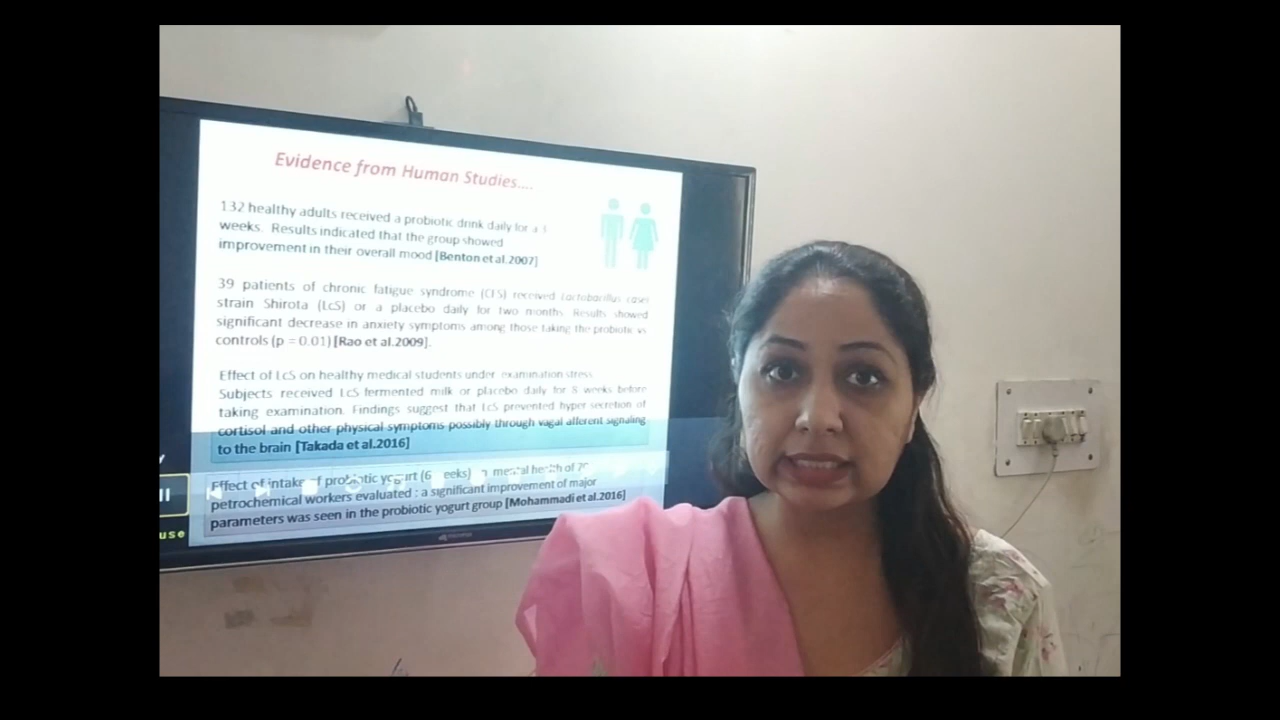 Evidence from Human Studies....
132 healthy adults received a probiotic drink daily for a 3
weeks. Results indicated that the group showed
improvement in their overall mood [Benton et al.2007]
39 patients of chronic fatigue syndrome (CFS) received Lactobacillus casei
strain Shirota (LcS) or a placebo daily for two months. Results showed
significant decrease in anxiety symptoms among those taking the probiotic vs
controls (p = 0.01) [Rao et al.2009].
Effect of LcS on healthy medical students under examination stress
Subjects received LcS fermented milk or placebo daily for 8 weeks before
taking examination. Findings suggest that LcS prevented hyper secretion of
cortisol and other physical symptoms possibly through vagal afferent signaling
to the brain [Takada et al.2016]
Effect of intake of probiotic yogurt (6 weeks) mental health of
petrochemical workers evaluated : a significant improvement of major
parameters was seen in the probiotic yogurt group [Mohammadi et al.2016]
use